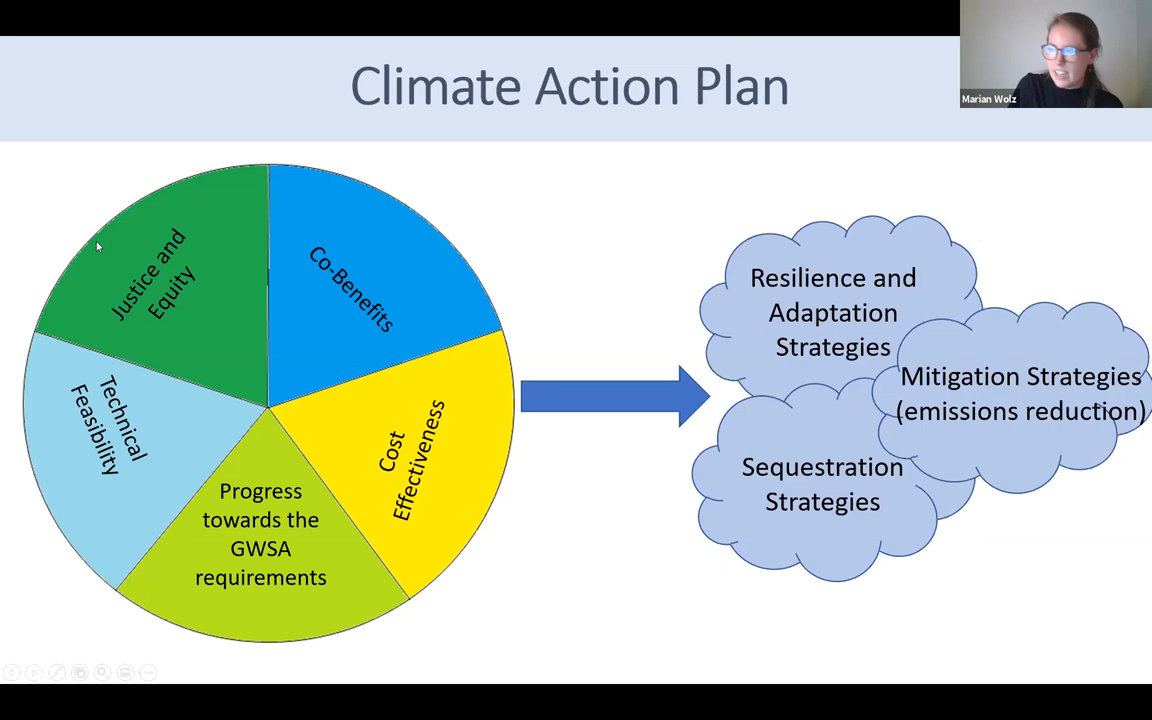 Climate Action Plan
Marian Wolz
Justice and
Equity
Co-Benefits
Technical
Feasibility
Cost
Effectiveness
Progress
towards the
GWSA
requirements
Resilience and
Adaptation
Strategies
Mitigation Strategies
(emissions reduction)
Sequestration
Strategies